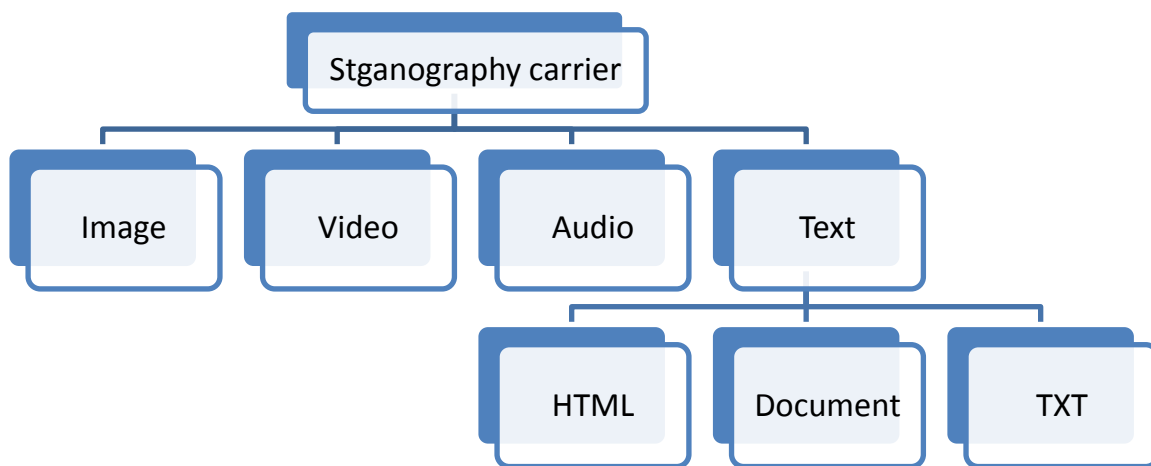 Stganography carrier
Image
Video
Audio
Text
HTML
Document
TXT